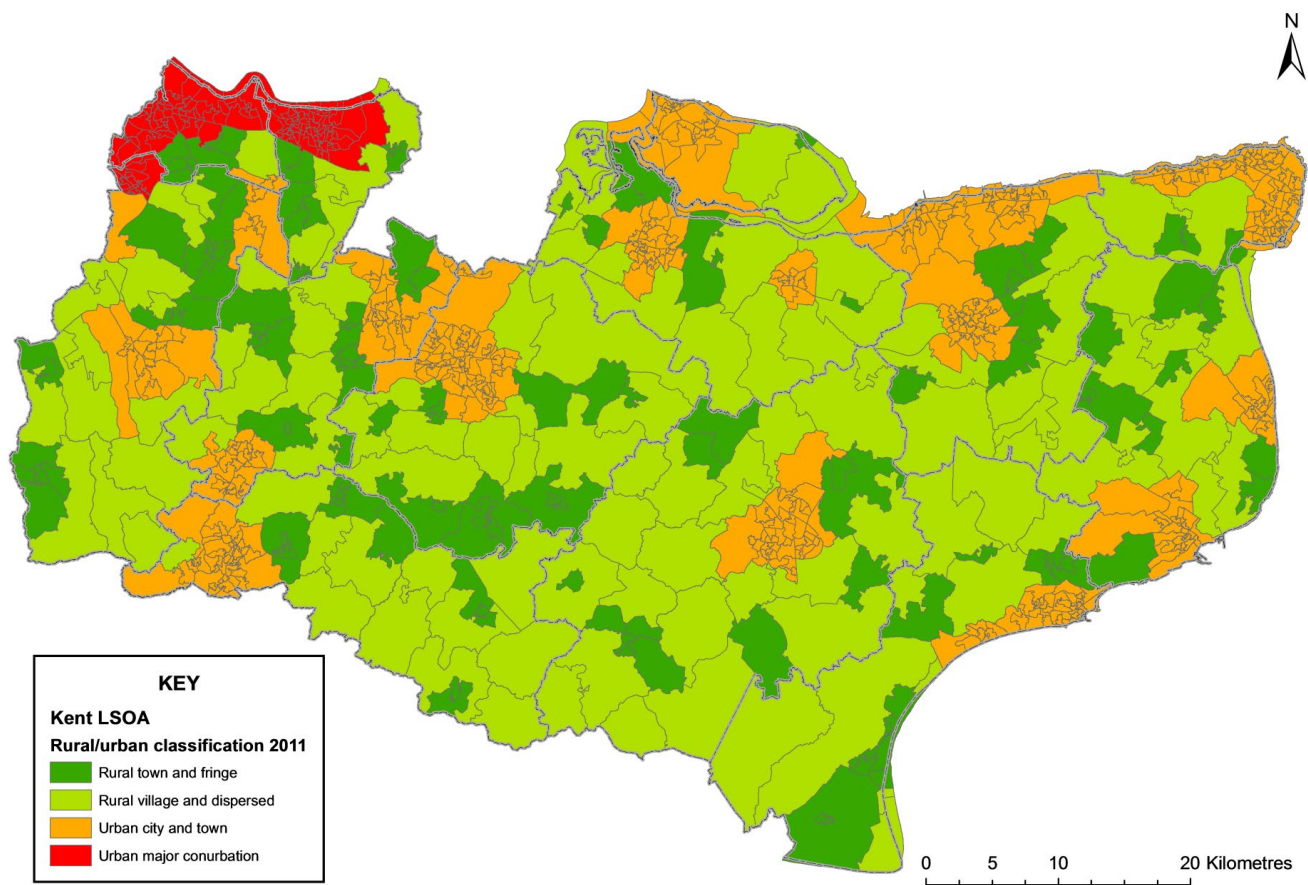 N
KEY
Kent LSOA
Rural/urban classification 2011
Rural town and fringe
Rural village and dispersed
Urban city and town
Urban major conurbation
0 5 10 20 Kilometres